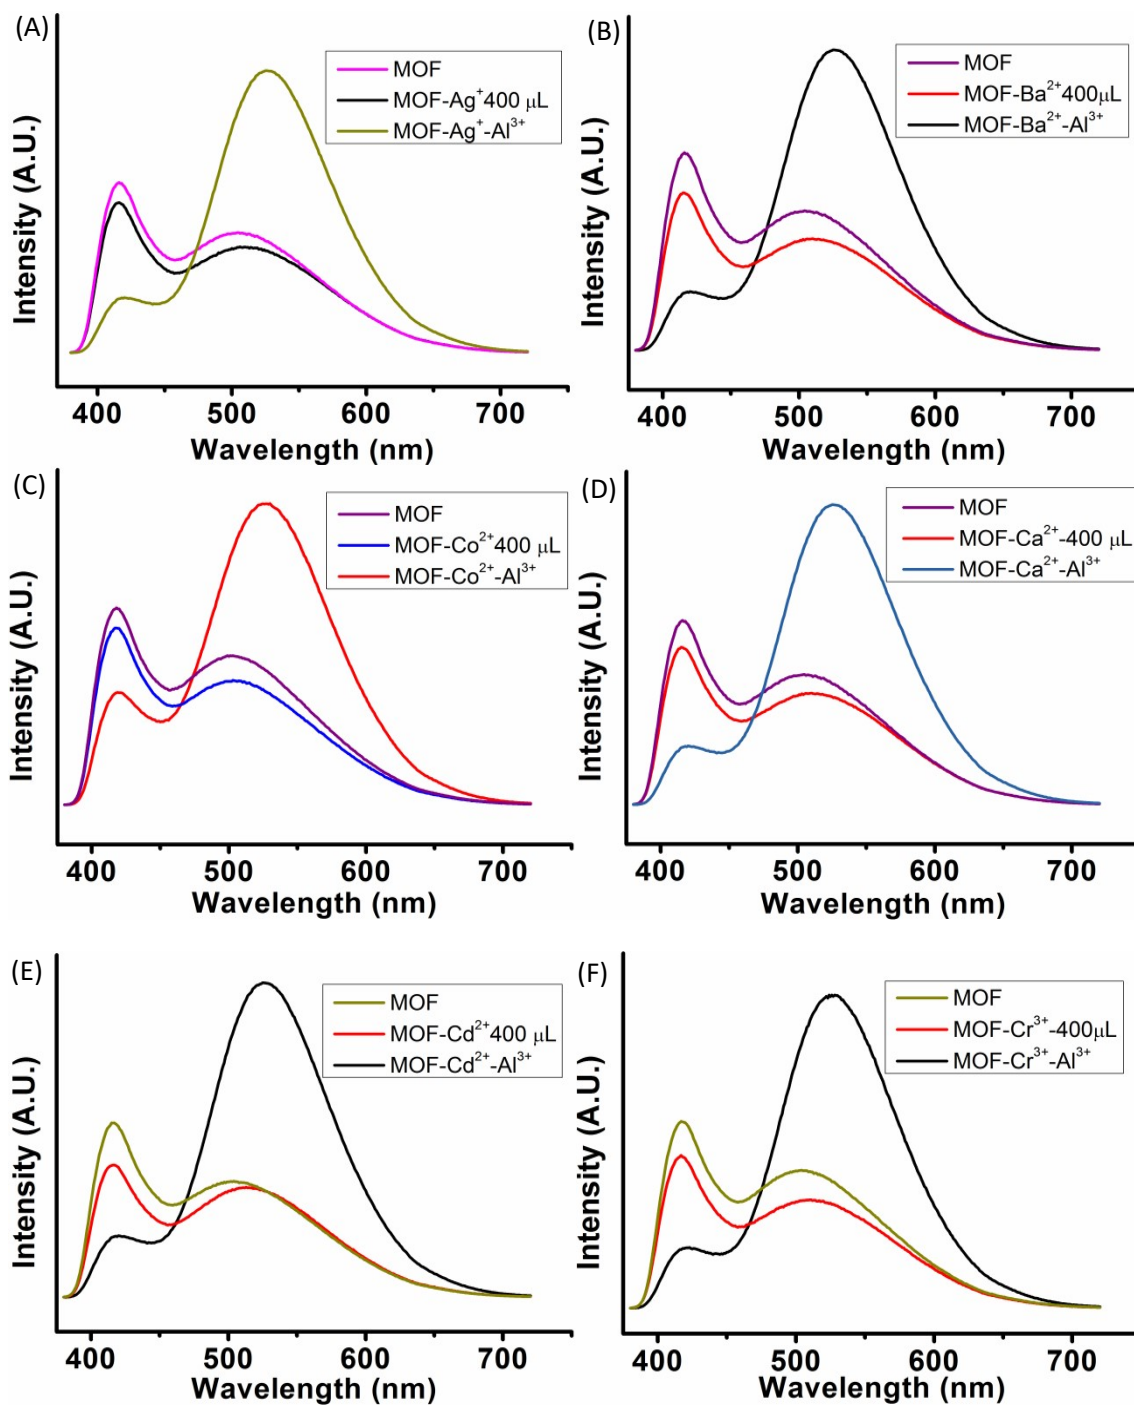 (A)
MOF
MOF-Ag⁺400 μL
MOF-Ag⁺-Al³⁺
Intensity (A.U.)
400 500 600 700
Wavelength (nm)
(B)
MOF
MOF-Ba²⁺400μL
MOF-Ba²⁺-Al³⁺
Intensity (A.U.)
400 500 600 700
Wavelength (nm)
(C)
MOF
MOF-Co²⁺400 μL
MOF-Co²⁺-Al³⁺
Intensity (A.U.)
400 500 600 700
Wavelength (nm)
(D)
MOF
MOF-Ca²⁺-400 μL
MOF-Ca²⁺-Al³⁺
Intensity (A.U.)
400 500 600 700
Wavelength (nm)
(E)
MOF
MOF-Cd²⁺400 μL
MOF-Cd²⁺-Al³⁺
Intensity (A.U.)
400 500 600 700
Wavelength (nm)
(F)
MOF
MOF-Cr³⁺-400μL
MOF-Cr³⁺-Al³⁺
Intensity (A.U.)
400 500 600 700
Wavelength (nm)